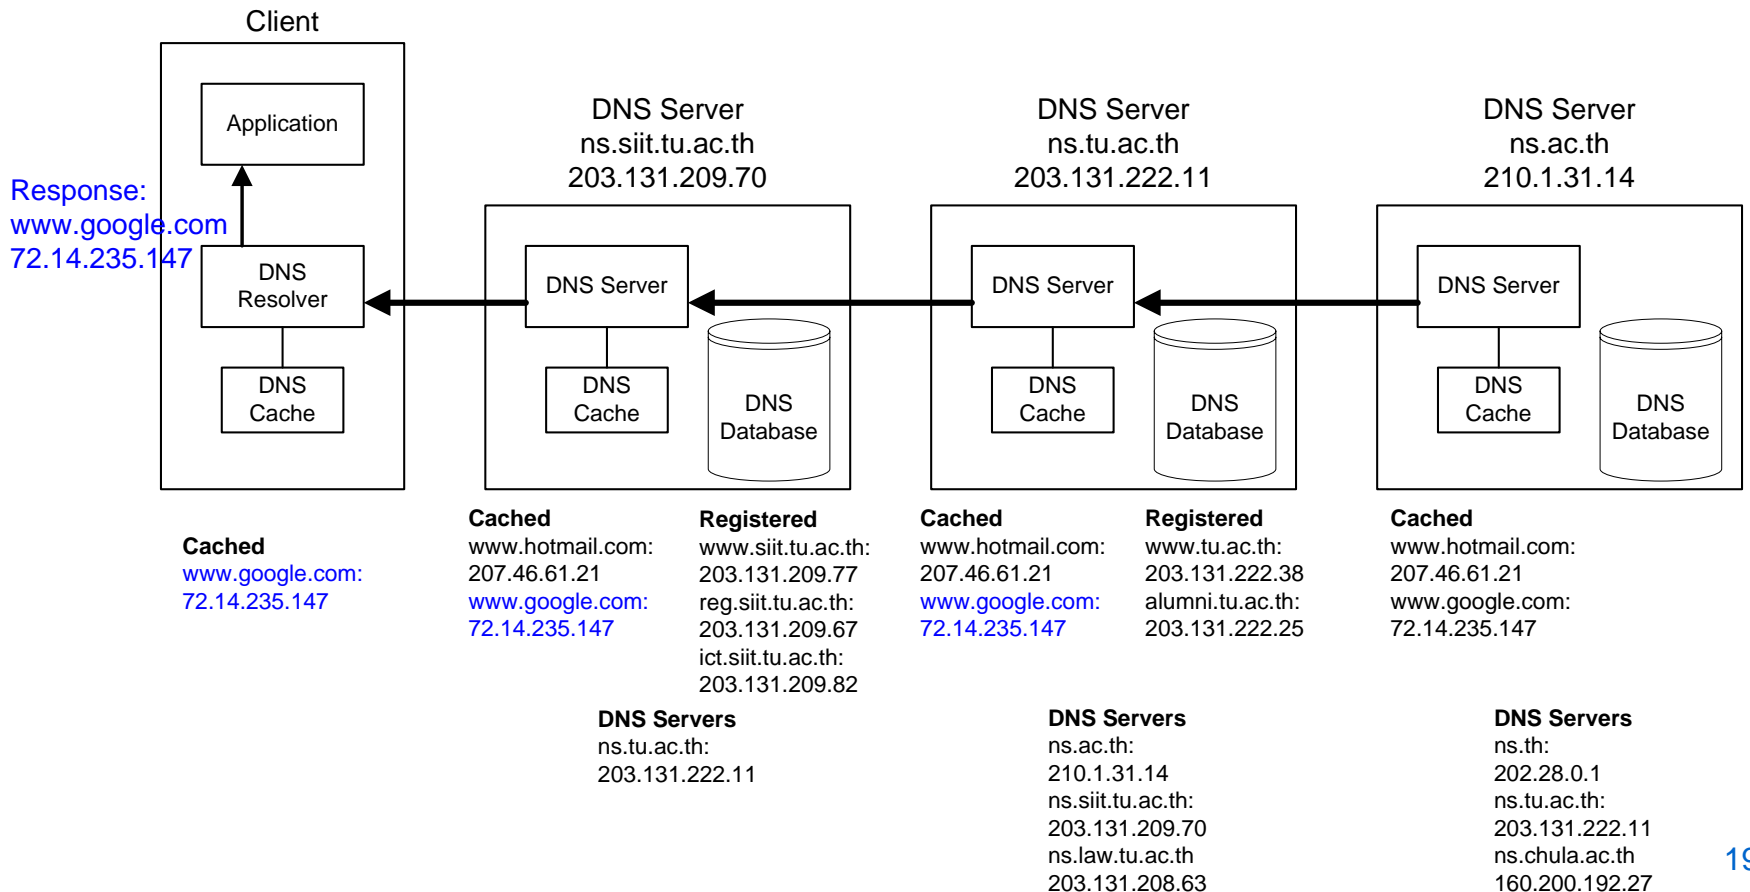 Client
Application
Response:
www.google.com
72.14.235.147
DNS
Resolver
DNS
Cache
Cached
www.google.com:
72.14.235.147
DNS Server
ns.siit.tu.ac.th
203.131.209.70
DNS Server
DNS
Cache
DNS
Database
Cached
www.hotmail.com:
207.46.61.21
www.google.com:
72.14.235.147
Registered
www.siit.tu.ac.th:
203.131.209.77
reg.siit.tu.ac.th:
203.131.209.67
ict.siit.tu.ac.th:
203.131.209.82
DNS Servers
ns.tu.ac.th:
203.131.222.11
DNS Server
ns.tu.ac.th
203.131.222.11
DNS Server
DNS
Cache
DNS
Database
Cached
www.hotmail.com:
207.46.61.21
www.google.com:
72.14.235.147
Registered
www.tu.ac.th:
203.131.222.38
alumni.tu.ac.th:
203.131.222.25
DNS Servers
ns.ac.th:
210.1.31.14
ns.siit.tu.ac.th:
203.131.209.70
ns.law.tu.ac.th
203.131.208.63
DNS Server
ns.ac.th
210.1.31.14
DNS Server
DNS
Cache
DNS
Database
Cached
www.hotmail.com:
207.46.61.21
www.google.com:
72.14.235.147
DNS Servers
ns.th:
202.28.0.1
ns.tu.ac.th:
203.131.222.11
ns.chula.ac.th
160.200.192.27
19